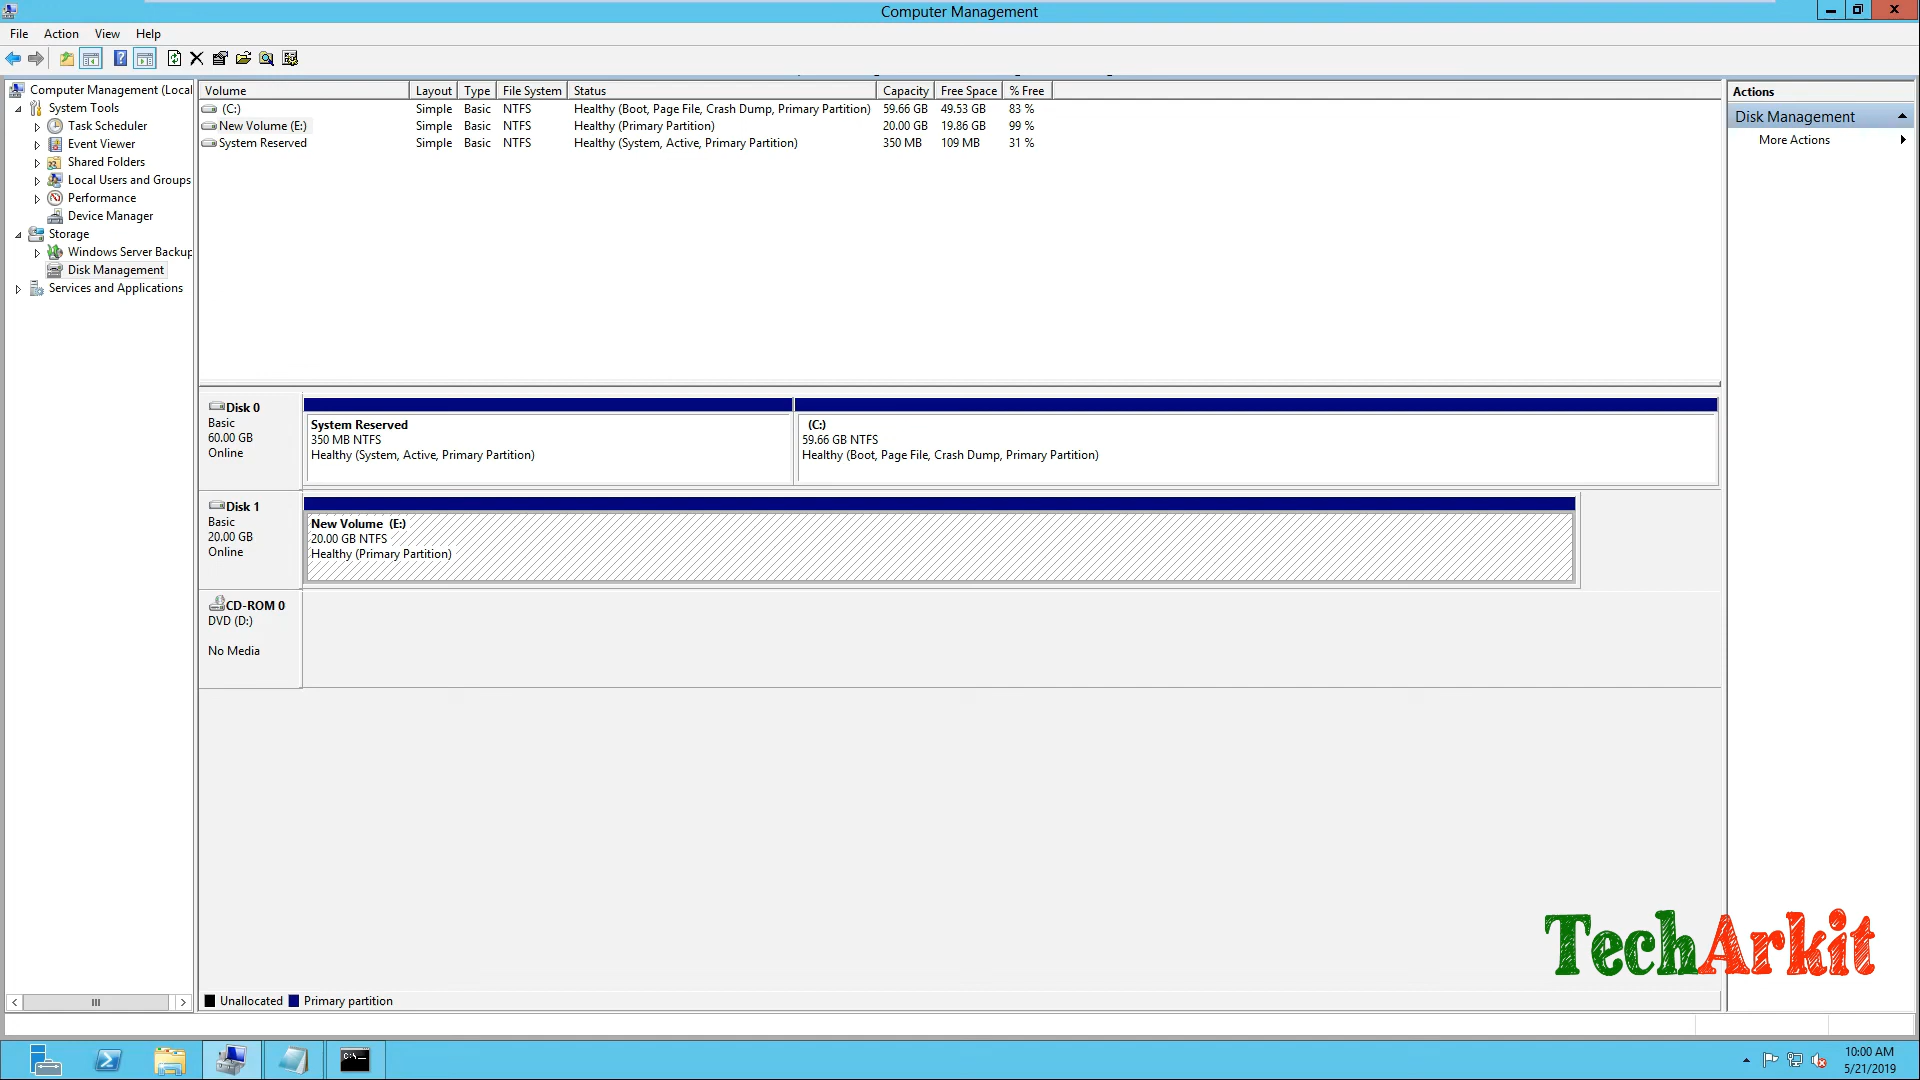 Computer Management
File Action View Help
Computer Management (Local
System Tools
Task Scheduler
Event Viewer
Shared Folders
Local Users and Groups
Performance
Device Manager
Storage
Windows Server Backup
Disk Management
Services and Applications
Volume Layout Type File System Status Capacity Free Space % Free
(C:) Simple Basic NTFS Healthy (Boot, Page File, Crash Dump, Primary Partition) 59.66 GB 49.53 GB 83 %
New Volume (E:) Simple Basic NTFS Healthy (Primary Partition) 20.00 GB 19.86 GB 99 %
System Reserved Simple Basic NTFS Healthy (System, Active, Primary Partition) 350 MB 109 MB 31 %
Disk 0
Basic
60.00 GB
Online
System Reserved
350 MB NTFS
Healthy (System, Active, Primary Partition)
(C:)
59.66 GB NTFS
Healthy (Boot, Page File, Crash Dump, Primary Partition)
Disk 1
Basic
20.00 GB
Online
New Volume (E:)
20.00 GB NTFS
Healthy (Primary Partition)
CD-ROM 0
DVD (D:)
No Media
Unallocated Primary partition
Actions
Disk Management
More Actions
TechArkit
C:\_
10:00 AM
5/21/2019